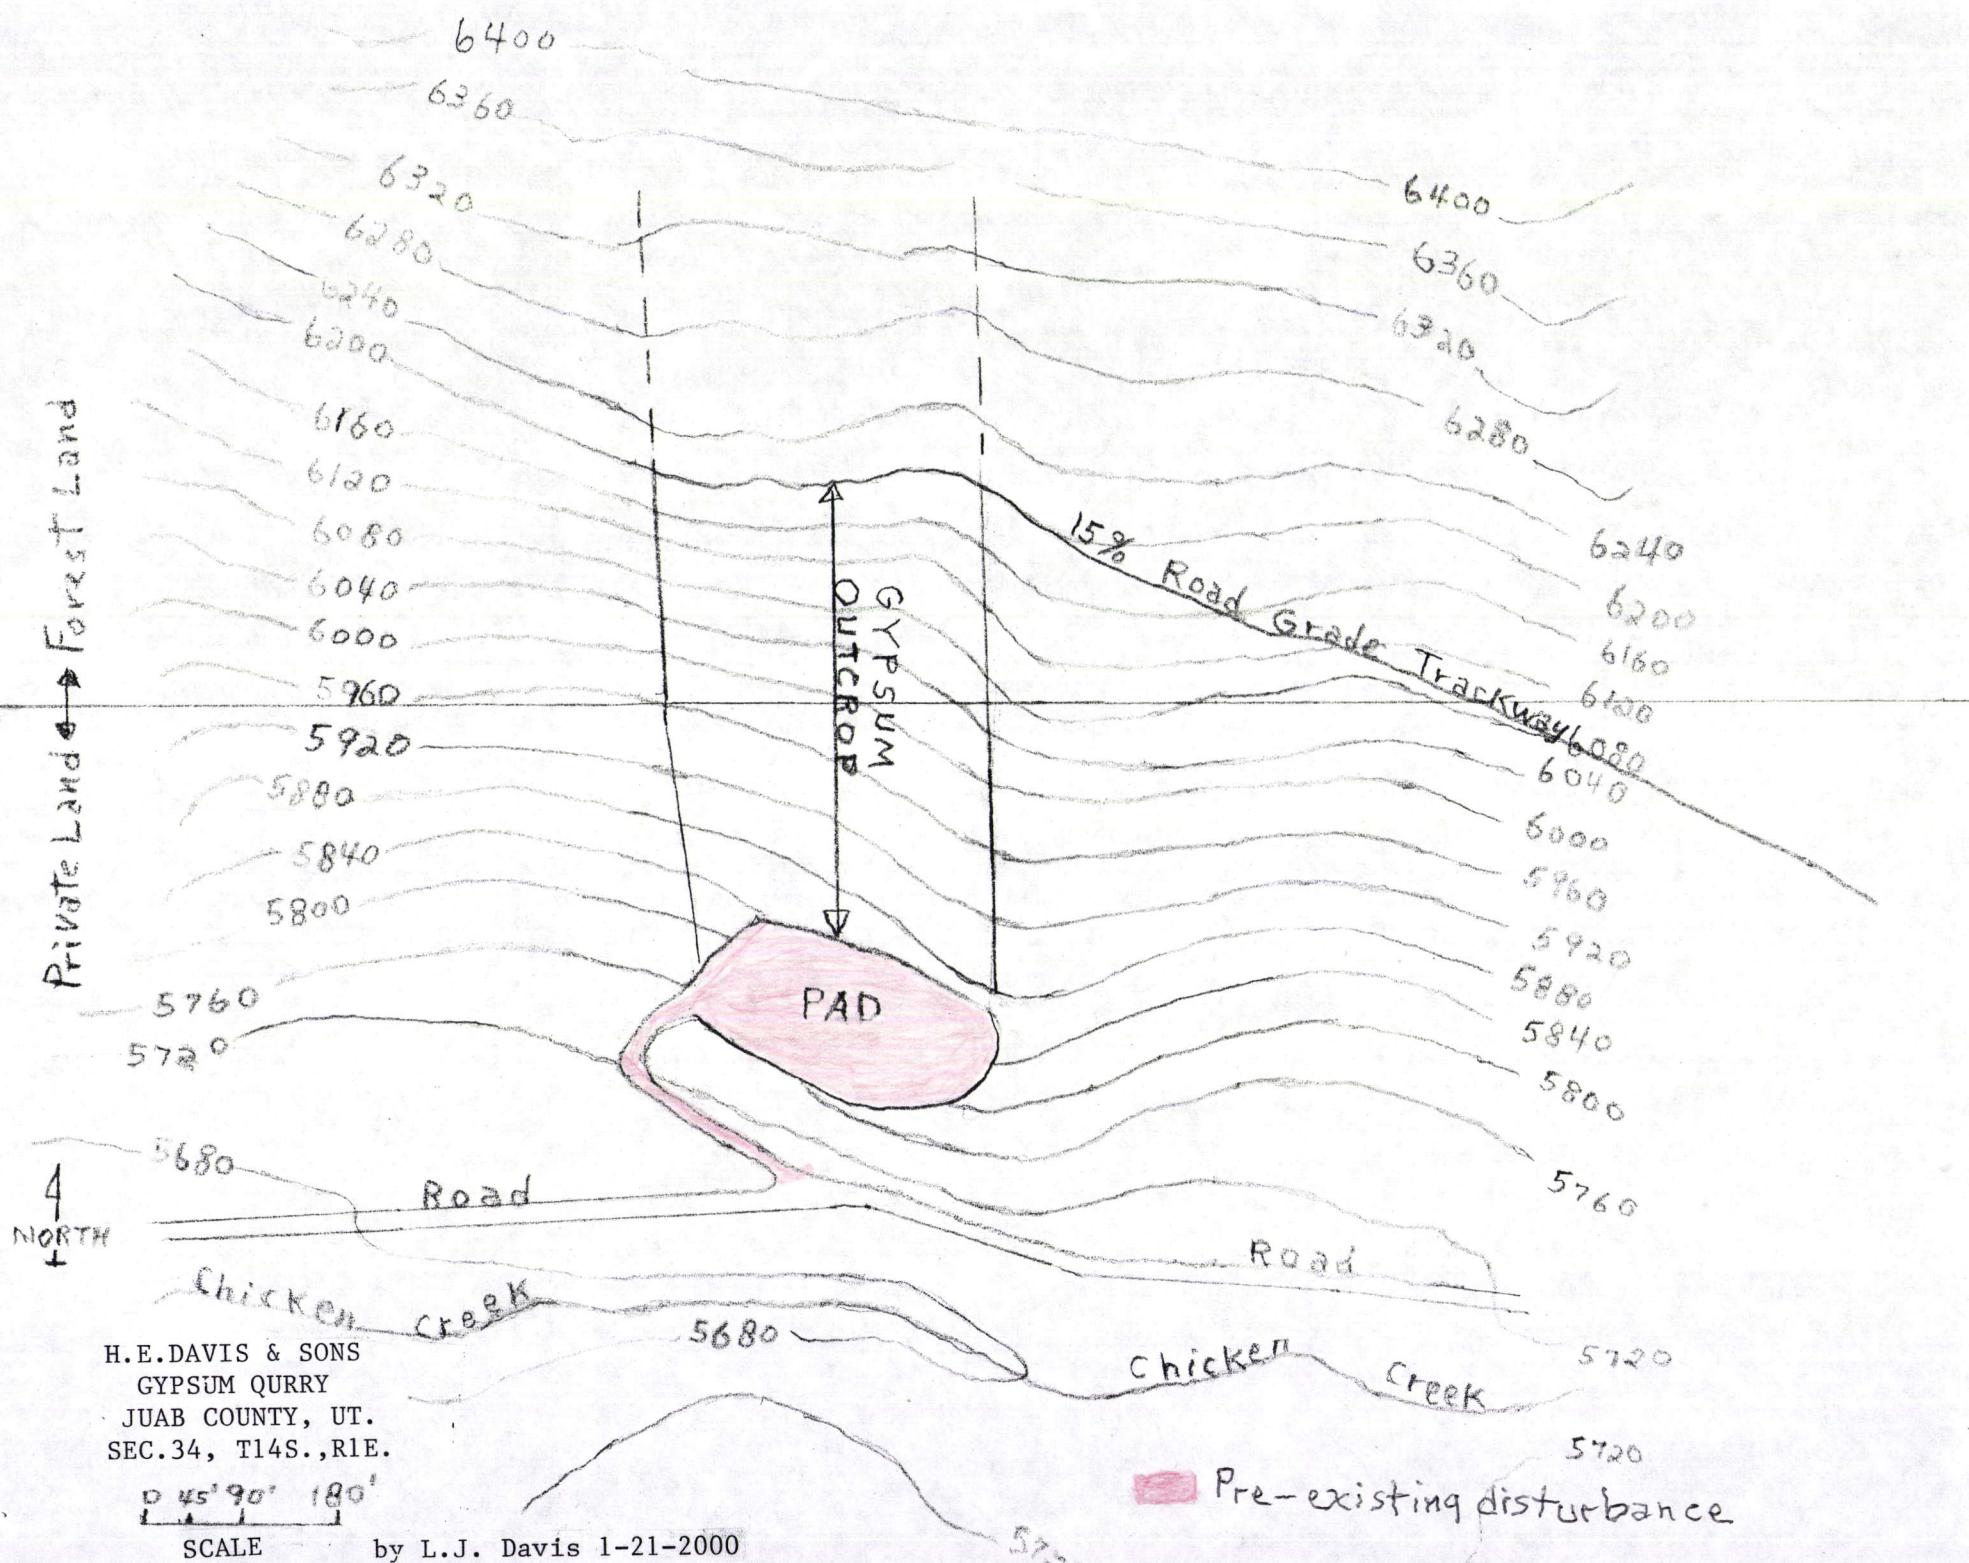 6400
6360
6320
6280
6240
6200
6160
6120
6080
6040
6000
5960
5920
5880
5840
5800
5760
5720
5680
6400
6360
6320
6280
6240
6200
6160
6120
6080
6040
6000
5960
5920
5880
5840
5800
5760
5720
5720
15% Road Grade Trackway
GYPSUM
OUTCROP
PAD
Private Land Forest Land
Road
Road
NORTH
Chicken Creek
5680
Chicken Creek
H.E.DAVIS & SONS
GYPSUM QURRY
JUAB COUNTY, UT.
SEC.34, T14S.,R1E.
0 45' 90' 180'
SCALE
by L.J. Davis 1-21-2000
Pre-existing disturbance